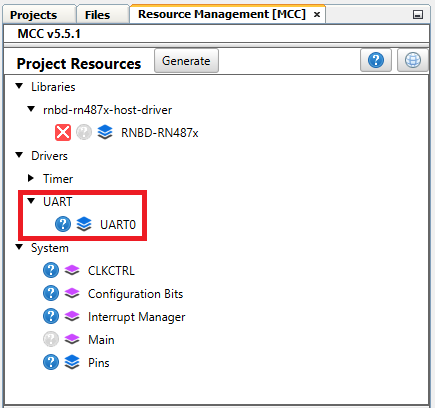 Projects Files Resource Management [MCC] ×
MCC v5.5.1
Project Resources Generate ?
Libraries
rnbd-rn487x-host-driver
? RNBD-RN487x
Drivers
Timer
UART
? UART0
System
? CLKCTRL
? Configuration Bits
? Interrupt Manager
? Main
? Pins